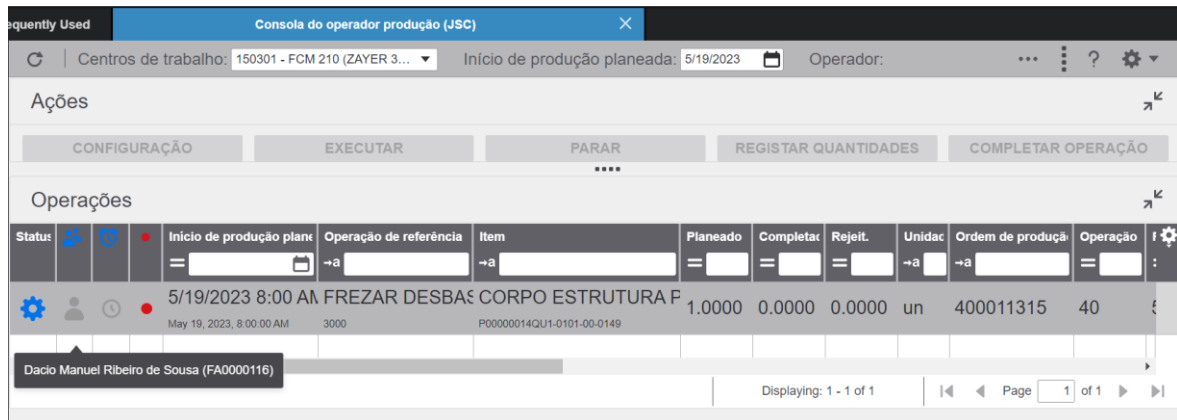 equently Used
Consola do operador produção (JSC)
Centros de trabalho: 150301 - FCM 210 (ZAYER 3... Início de produção planeada: 5/19/2023 Operador:
Ações
CONFIGURAÇÃO EXECUTAR PARAR REGISTAR QUANTIDADES COMPLETAR OPERAÇÃO
Operações
Status Inicio de produção plane Operação de referência Item Planeado Completac Rejeit. Unidac Ordem de produçã Operação
5/19/2023 8:00 AM FREZAR DESBAS CORPO ESTRUTURA P 1.0000 0.0000 0.0000 un 400011315 40
May 19, 2023, 8:00:00 AM 3000 P00000014QU1-0101-00-0149
Dacio Manuel Ribeiro de Sousa (FA0000116)
Displaying: 1 - 1 of 1 Page 1 of 1